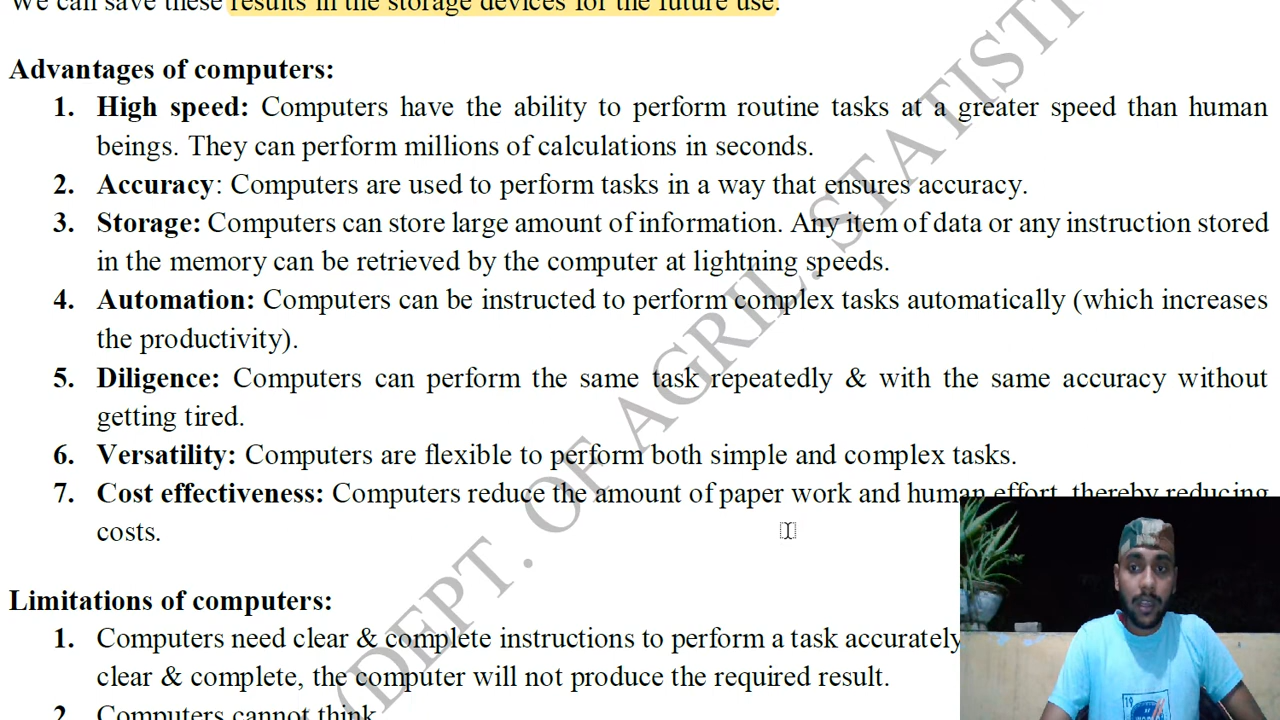 We can save these results in the storage devices for the future use.
Advantages of computers:
1. High speed: Computers have the ability to perform routine tasks at a greater speed than human
beings. They can perform millions of calculations in seconds.
2. Accuracy: Computers are used to perform tasks in a way that ensures accuracy.
3. Storage: Computers can store large amount of information. Any item of data or any instruction stored
in the memory can be retrieved by the computer at lightning speeds.
4. Automation: Computers can be instructed to perform complex tasks automatically (which increases
the productivity).
5. Diligence: Computers can perform the same task repeatedly & with the same accuracy without
getting tired.
6. Versatility: Computers are flexible to perform both simple and complex tasks.
7. Cost effectiveness: Computers reduce the amount of paper work and human effort, thereby reducing
costs.
Limitations of computers:
1. Computers need clear & complete instructions to perform a task accurately
clear & complete, the computer will not produce the required result.
2. Computers cannot think
(DEPT. OF AGRIL. STATISTI
19